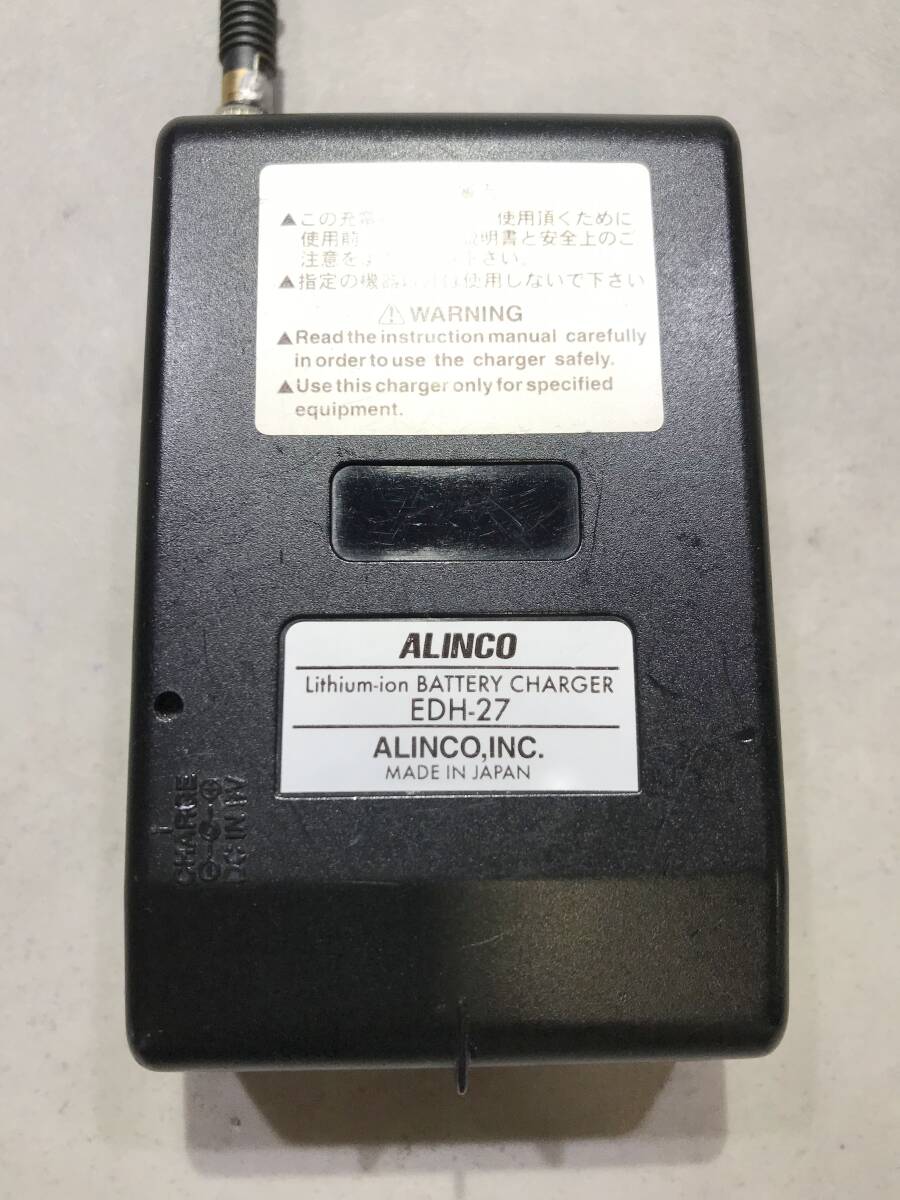 ▲この充電 使用頂くために
使用前 説明書と安全上のご
注意を 下さい。
▲指定の機器以外は使用しないで下さい
⚠ WARNING
▲Read the instruction manual carefully
in order to use the charger safely.
▲Use this charger only for specified
equipment.
ALINCO
Lithium-ion BATTERY CHARGER
EDH-27
ALINCO,INC.
MADE IN JAPAN
CHARGE
DC IN